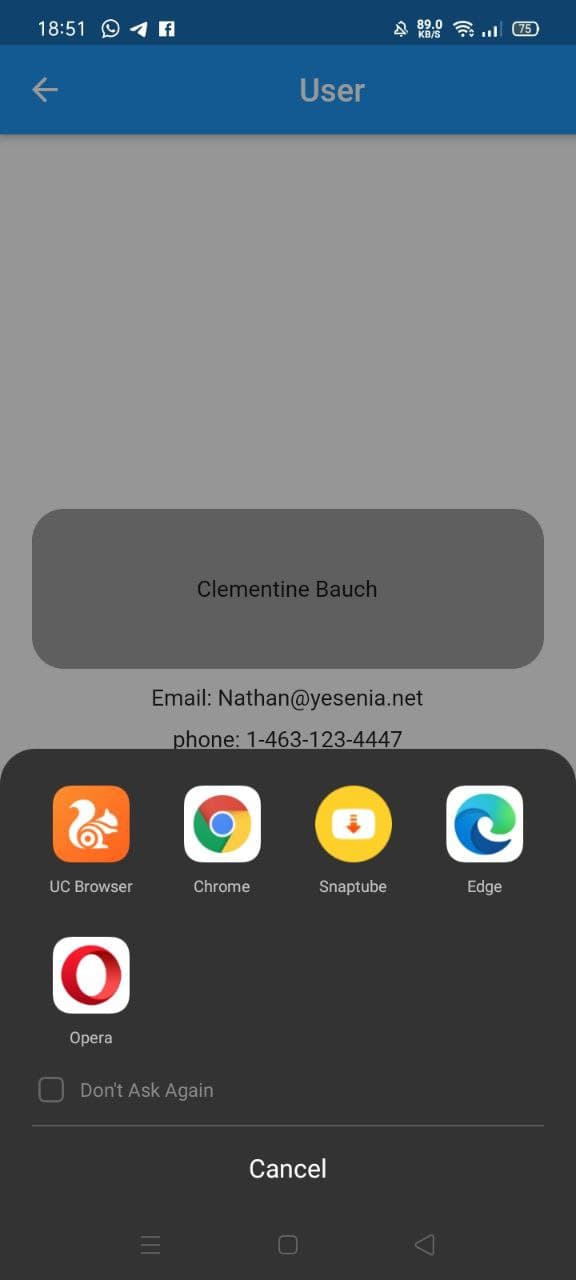 18:51 89.0 KB/S 75
User
Clementine Bauch
Email: Nathan@yesenia.net
phone: 1-463-123-4447
UC Browser Chrome Snaptube Edge
Opera
Don't Ask Again
Cancel